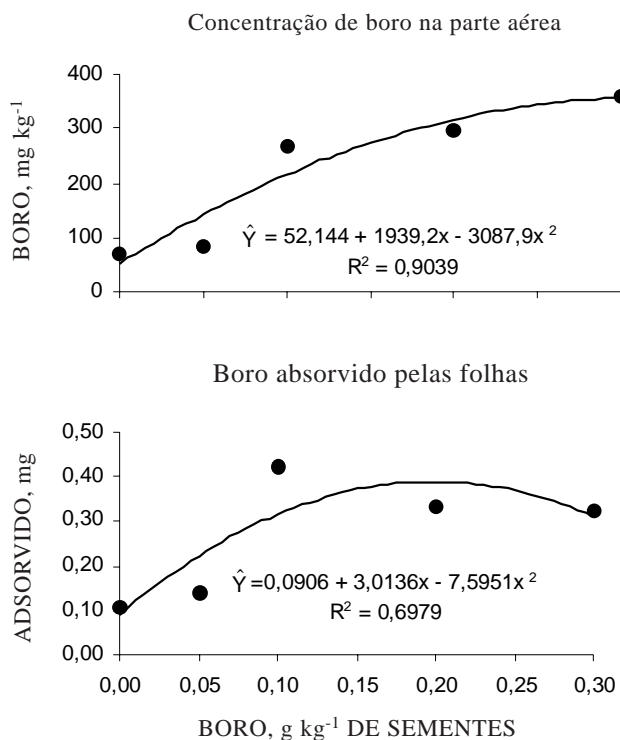 Concentração de boro na parte aérea
400
300
200
100
0
BORO, mg kg-1
Ŷ = 52,144 + 1939,2x - 3087,9x 2
R2 = 0,9039
Boro absorvido pelas folhas
0,50
0,40
0,30
0,20
0,10
0,00
ADSORVIDO, mg
Ŷ=0,0906 + 3,0136x - 7,5951x 2
R2 = 0,6979
0,00 0,05 0,10 0,15 0,20 0,25 0,30
BORO, g kg-1 DE SEMENTES